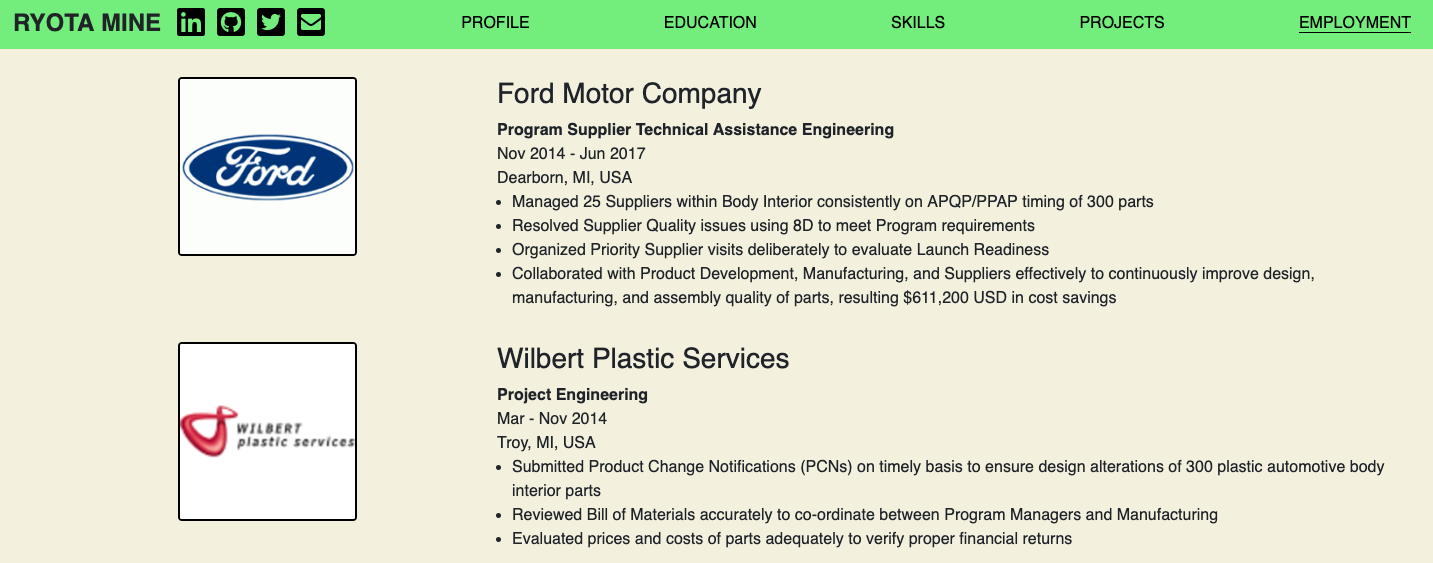 RYOTA MINE
PROFILE
EDUCATION
SKILLS
PROJECTS
EMPLOYMENT
Ford
Ford Motor Company
Program Supplier Technical Assistance Engineering
Nov 2014 - Jun 2017
Dearborn, MI, USA
• Managed 25 Suppliers within Body Interior consistently on APQP/PPAP timing of 300 parts
• Resolved Supplier Quality issues using 8D to meet Program requirements
• Organized Priority Supplier visits deliberately to evaluate Launch Readiness
• Collaborated with Product Development, Manufacturing, and Suppliers effectively to continuously improve design,
manufacturing, and assembly quality of parts, resulting $611,200 USD in cost savings
WILBERT
plastic services
Wilbert Plastic Services
Project Engineering
Mar - Nov 2014
Troy, MI, USA
• Submitted Product Change Notifications (PCNs) on timely basis to ensure design alterations of 300 plastic automotive body
interior parts
• Reviewed Bill of Materials accurately to co-ordinate between Program Managers and Manufacturing
• Evaluated prices and costs of parts adequately to verify proper financial returns